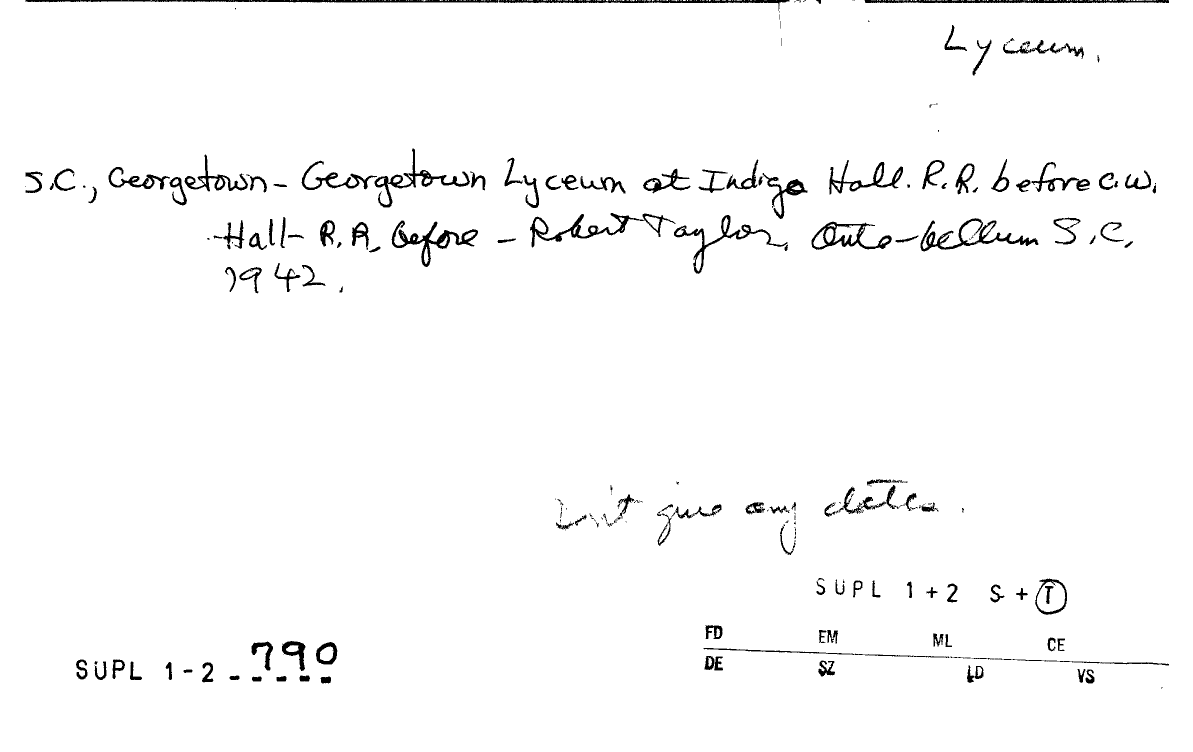 Lyceum.
S.C., Georgetown - Georgetown Lyceum at Indigo Hall. R.R. before C.W.
Hall - R.R. before - Robert Taylor. Ante-bellum S.C.
1942.
give any dates.
SUPL 1+2 S + T
FD EM ML CE
DE SZ LD VS
SUPL 1-2 - 790